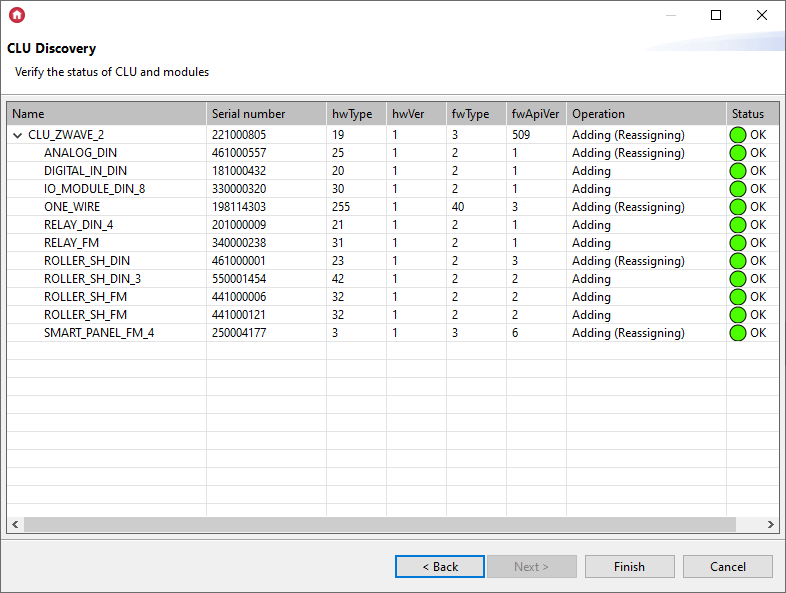 CLU Discovery
Verify the status of CLU and modules
Name Serial number hwType hwVer fwType fwApiVer Operation Status
CLU_ZWAVE_2 221000805 19 1 3 509 Adding (Reassigning) OK
ANALOG_DIN 461000557 25 1 2 1 Adding (Reassigning) OK
DIGITAL_IN_DIN 181000432 20 1 2 1 Adding OK
IO_MODULE_DIN_8 330000320 30 1 2 1 Adding OK
ONE_WIRE 198114303 255 1 40 3 Adding (Reassigning) OK
RELAY_DIN_4 201000009 21 1 2 1 Adding OK
RELAY_FM 340000238 31 1 2 1 Adding OK
ROLLER_SH_DIN 461000001 23 1 2 3 Adding (Reassigning) OK
ROLLER_SH_DIN_3 550001454 42 1 2 2 Adding OK
ROLLER_SH_FM 441000006 32 1 2 2 Adding OK
ROLLER_SH_FM 441000121 32 1 2 2 Adding OK
SMART_PANEL_FM_4 250004177 3 1 3 6 Adding (Reassigning) OK
< Back Next > Finish Cancel